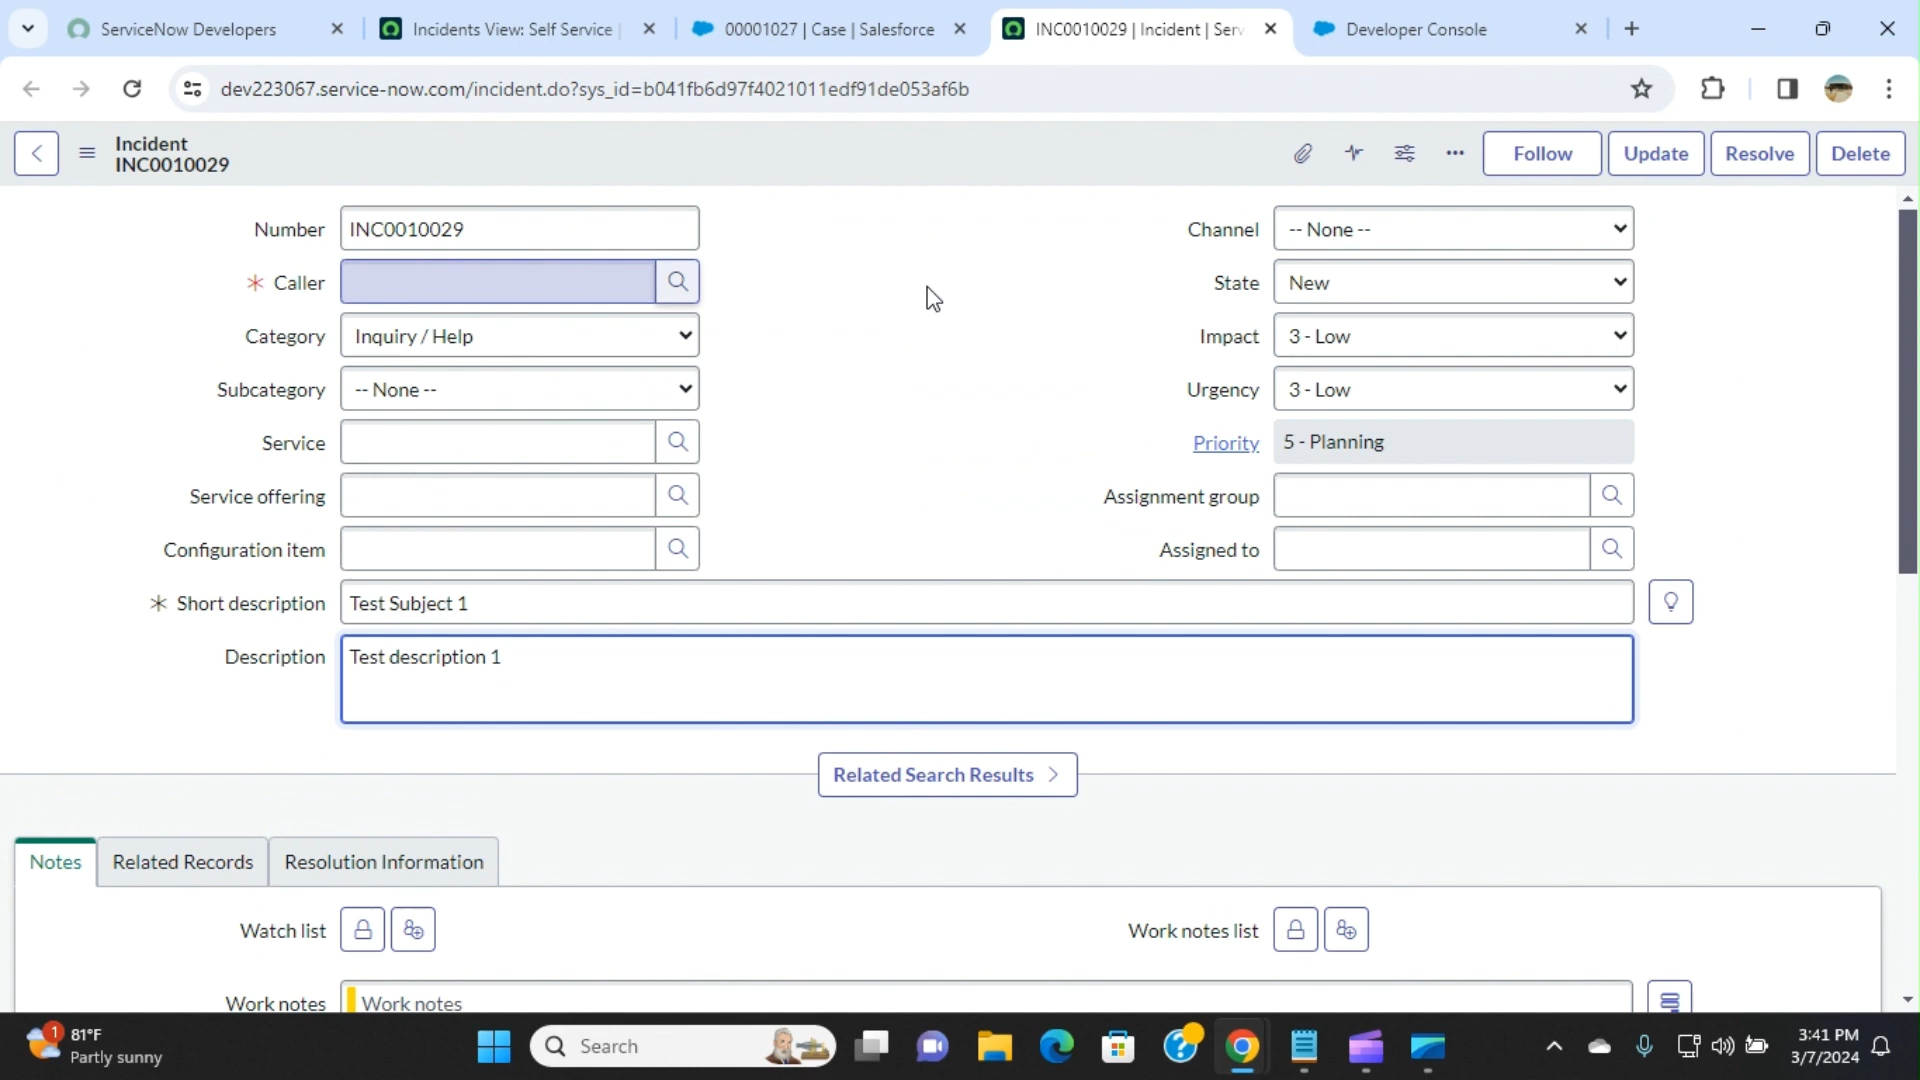 ServiceNow Developers
Incidents View: Self Service |
00001027 | Case | Salesforce
INC0010029 | Incident | Serv
Developer Console
dev223067.service-now.com/incident.do?sys_id=b041fb6d97f4021011edf91de053af6b
Incident
INC0010029
Follow
Update
Resolve
Delete
Number INC0010029
Channel -- None --
* Caller
State New
Category Inquiry / Help
Impact 3 - Low
Subcategory -- None --
Urgency 3 - Low
Service
Priority 5 - Planning
Service offering
Assignment group
Configuration item
Assigned to
* Short description Test Subject 1
Description Test description 1
Related Search Results
Notes
Related Records
Resolution Information
Watch list
Work notes list
Work notes Work notes
1
81°F
Partly sunny
Search
3:41 PM
3/7/2024